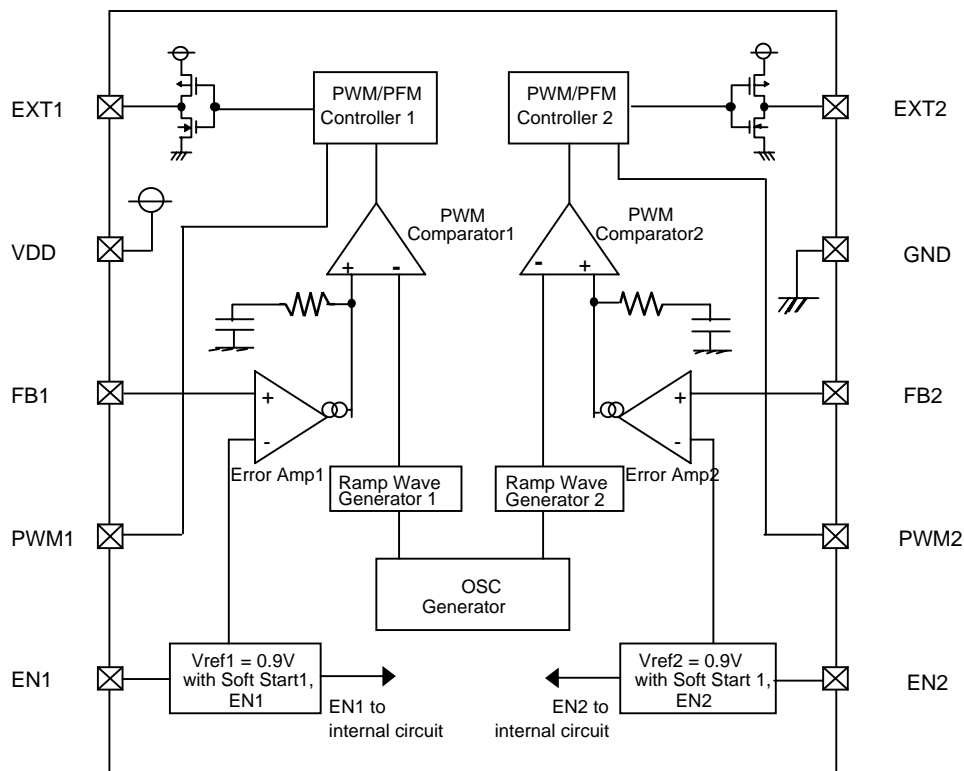 EXT1
PWM/PFM
Controller 1
PWM/PFM
Controller 2
EXT2
VDD
PWM
Comparator1
PWM
Comparator2
GND
+
-
-
+
FB1
+
-
Error Amp1
+
-
Error Amp2
FB2
Ramp Wave
Generator 1
Ramp Wave
Generator 2
PWM1
OSC
Generator
PWM2
EN1
Vref1 = 0.9V
with Soft Start1,
EN1
EN1 to
internal circuit
EN2 to
internal circuit
Vref2 = 0.9V
with Soft Start 1,
EN2
EN2